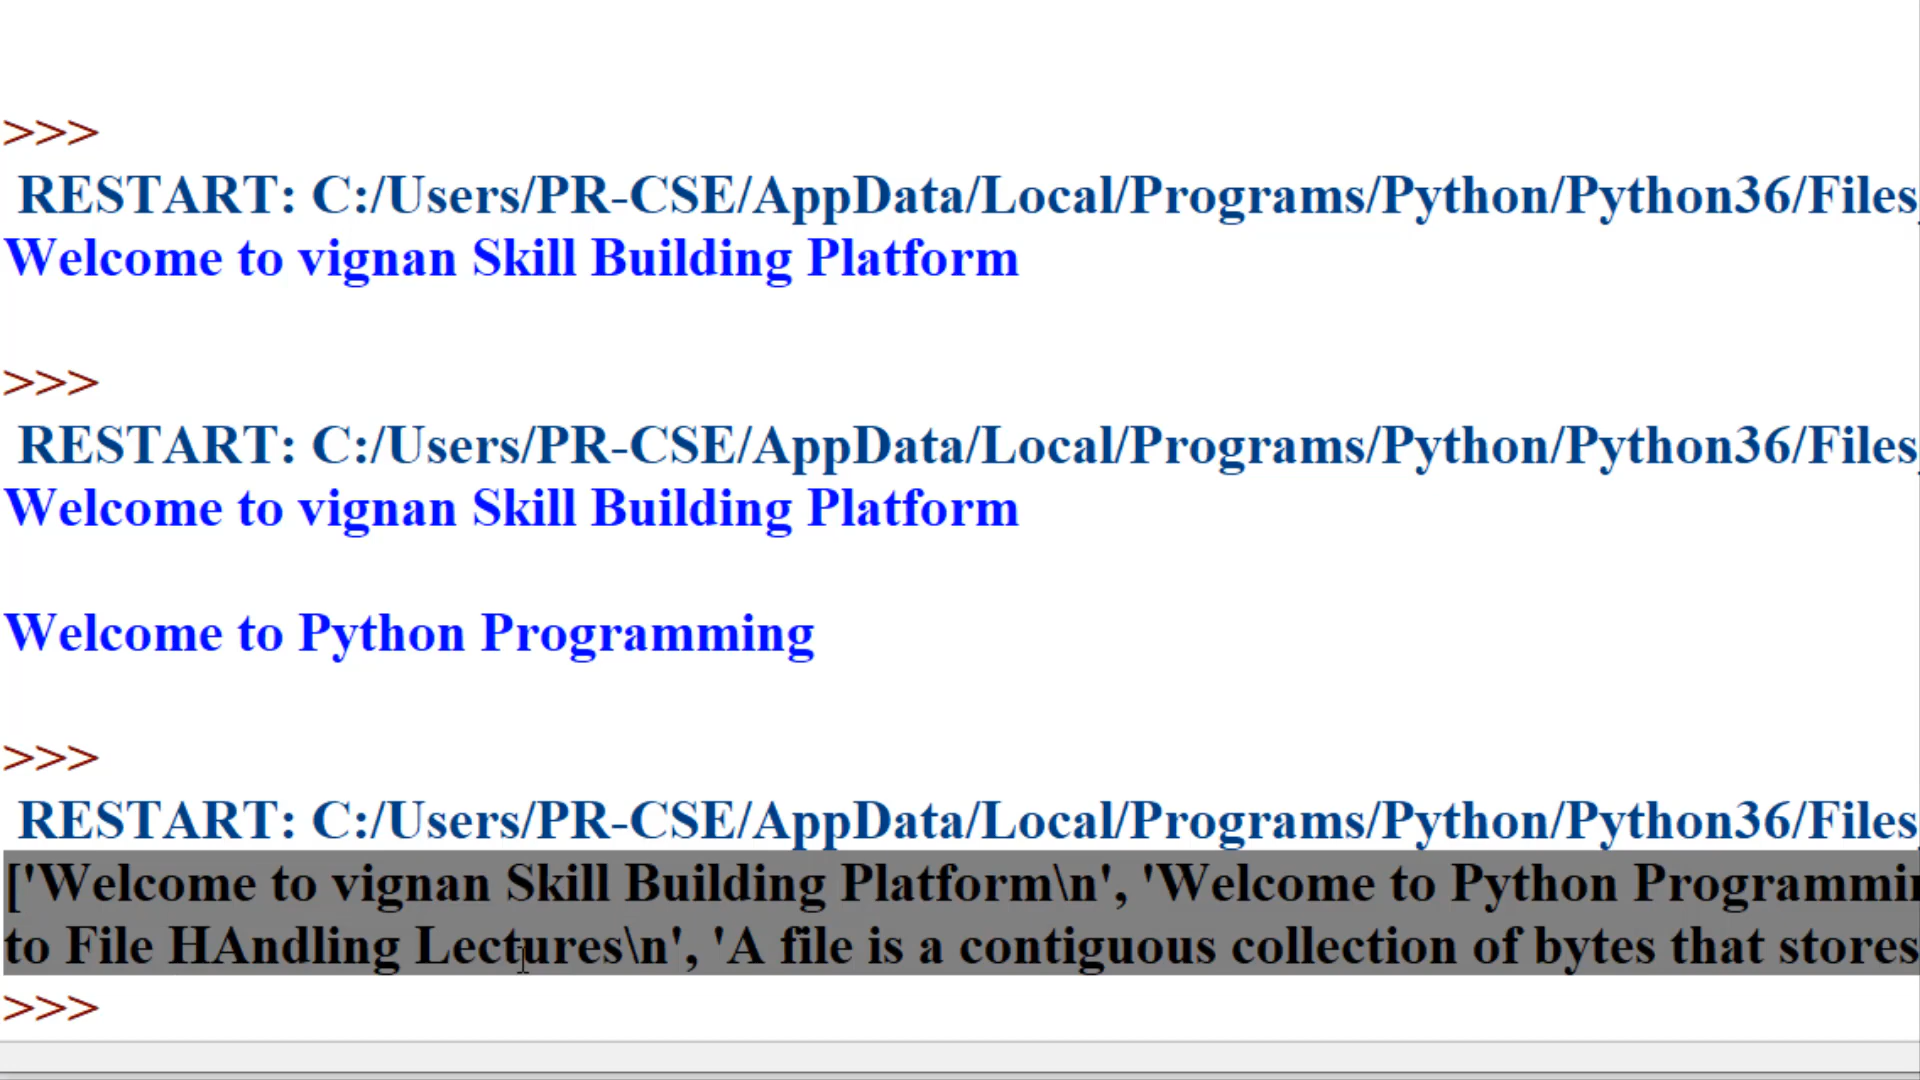 >>>
RESTART: C:/Users/PR-CSE/AppData/Local/Programs/Python/Python36/Files
Welcome to vignan Skill Building Platform
>>>
RESTART: C:/Users/PR-CSE/AppData/Local/Programs/Python/Python36/Files
Welcome to vignan Skill Building Platform
Welcome to Python Programming
>>>
RESTART: C:/Users/PR-CSE/AppData/Local/Programs/Python/Python36/Files
['Welcome to vignan Skill Building Platform\n', 'Welcome to Python
to File HAndling Lectures\n', 'A file is a contiguous collection of bytes that stores
>>>